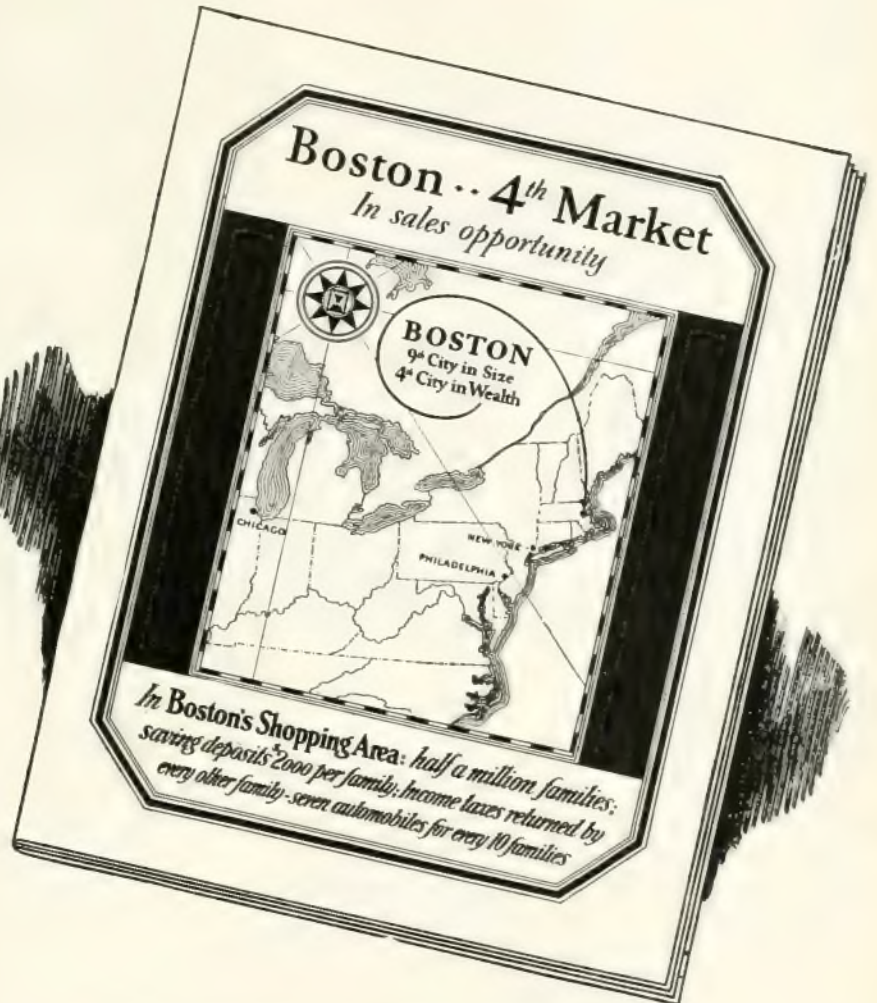 Boston .. 4th Market
In sales opportunity
BOSTON
9th City in Size
4th City in Wealth
CHICAGO
NEW YORK
PHILADELPHIA
In Boston's Shopping Area: half a million families:
saving deposits $2000 per family: Income taxes returned by
every other family - seven automobiles for every 10 families